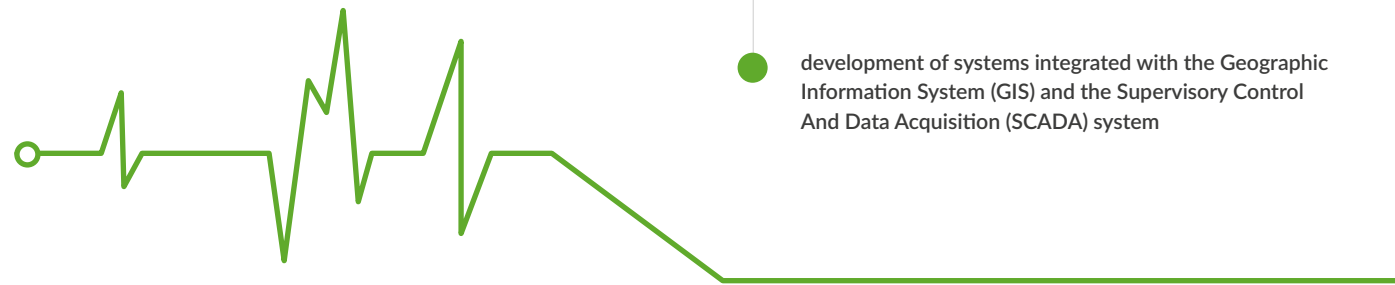 development of systems integrated with the Geographic
Information System (GIS) and the Supervisory Control
And Data Acquisition (SCADA) system